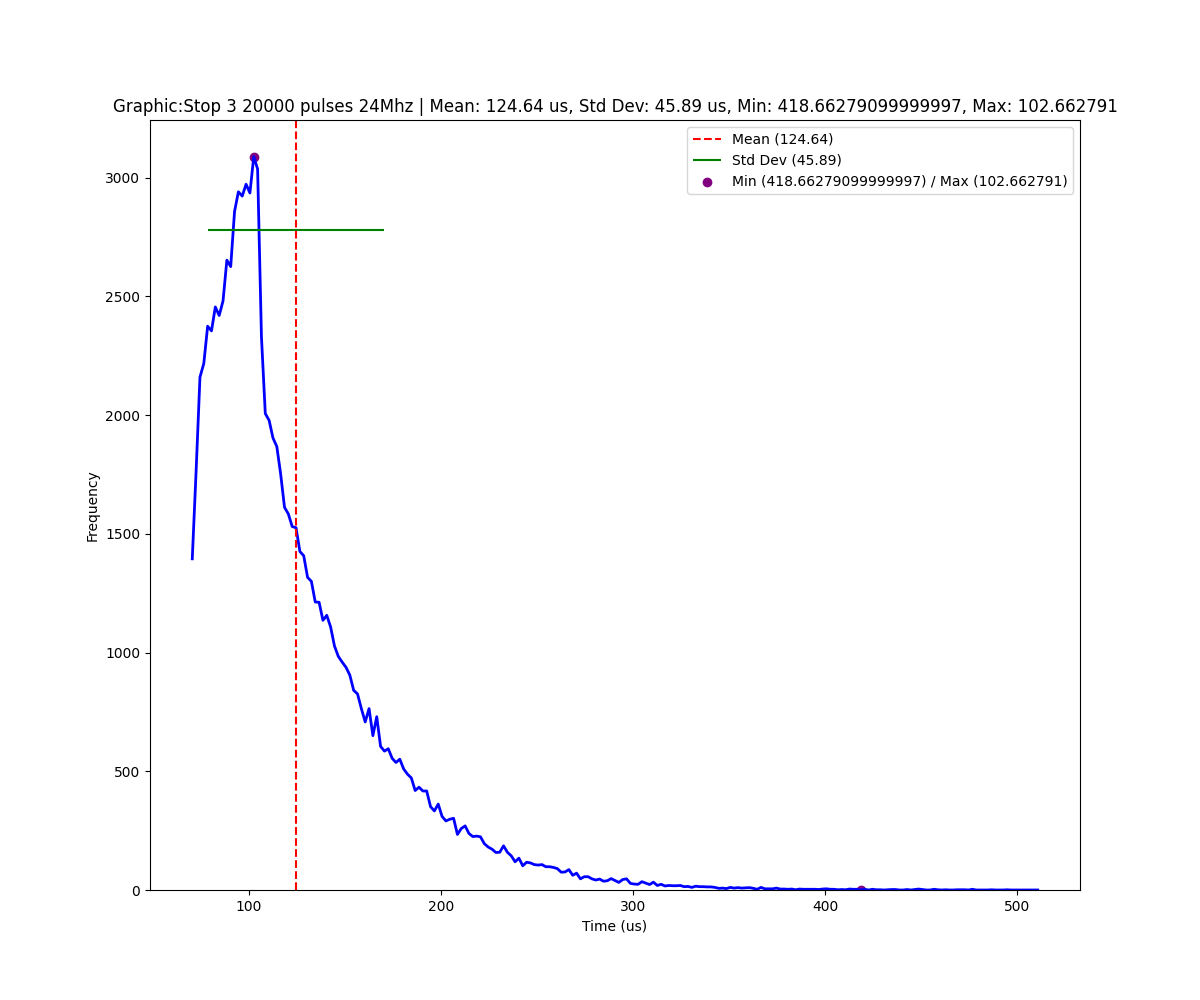 Graphic:Stop 3 20000 pulses 24Mhz | Mean: 124.64 us, Std Dev: 45.89 us, Min: 418.66279099999997, Max: 102.662791
Mean (124.64)
Std Dev (45.89)
Min (418.66279099999997) / Max (102.662791)
3000
2500
2000
1500
1000
500
0
Frequency
100
200
300
400
500
Time (us)